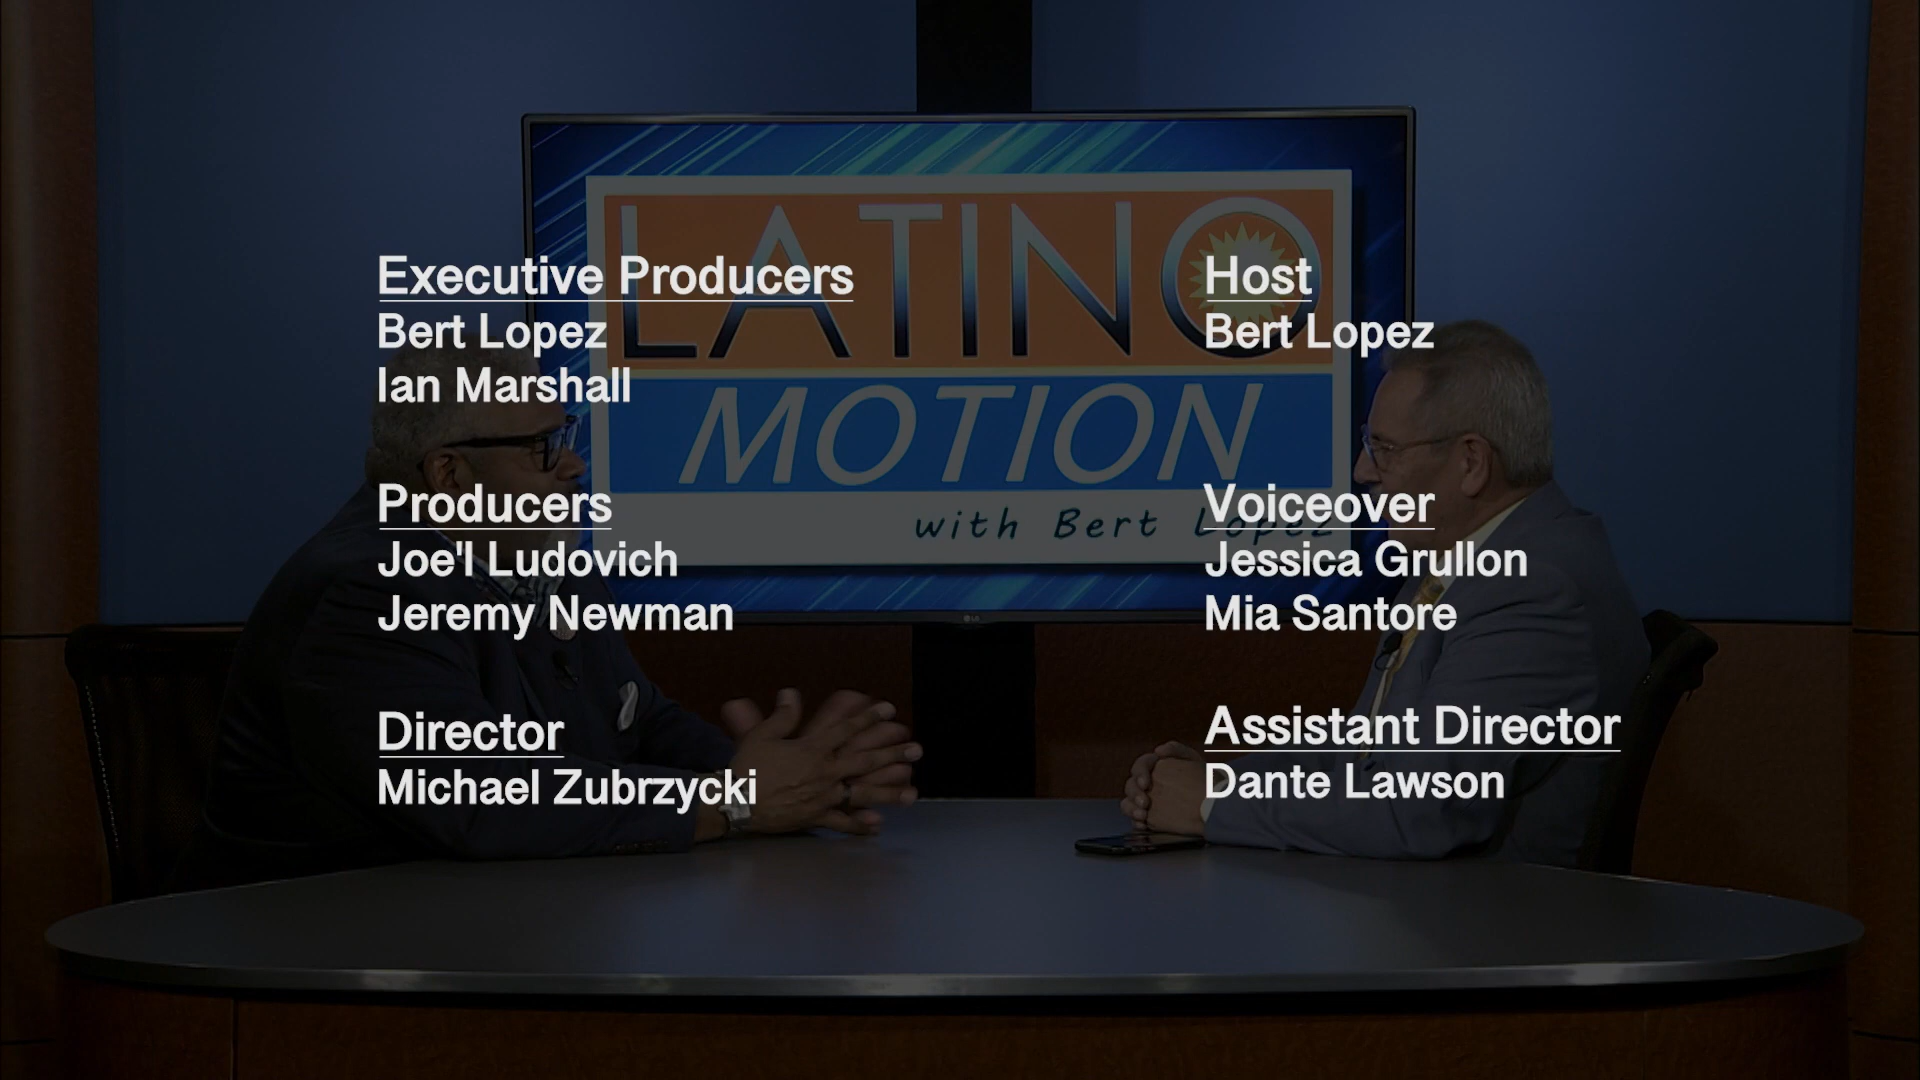 LATINO
MOTION
with Bert Lopez
LG
Executive Producers
Bert Lopez
Ian Marshall
Producers
Joe'l Ludovich
Jeremy Newman
Director
Michael Zubrzycki
Host
Bert Lopez
Voiceover
Jessica Grullon
Mia Santore
Assistant Director
Dante Lawson